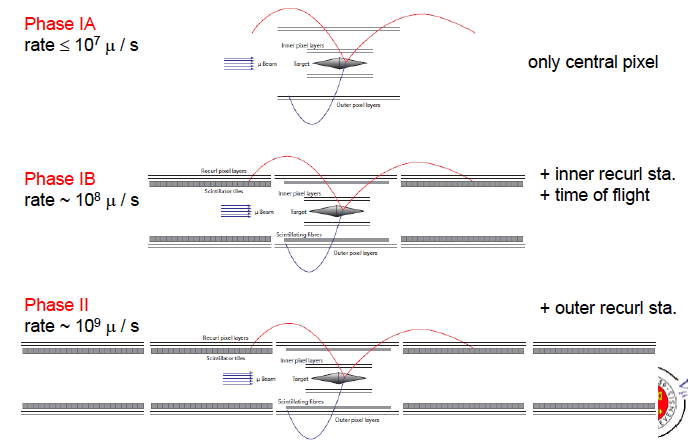 Phase IA
rate ≤ 10⁷ μ / s
Inner pixel layers
μ Beam
Target
Outer pixel layers
only central pixel
Phase IB
rate ~ 10⁸ μ / s
Recurl pixel layers
Scintillator tiles
Inner pixel layers
μ Beam
Target
Scintillating fibres
Outer pixel layers
+ inner recurl sta.
+ time of flight
Phase II
rate ~ 10⁹ μ / s
Recurl pixel layers
Scintillator tiles
Inner pixel layers
μ Beam
Target
Scintillating fibres
Outer pixel layers
+ outer recurl sta.